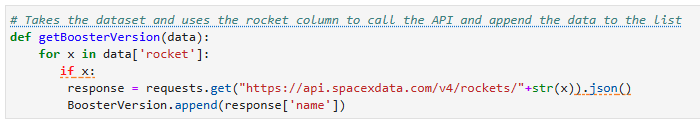 # Takes the dataset and uses the rocket column to call the API and append the data to the list
def getBoosterVersion(data):
    for x in data['rocket']:
       if x:
        response = requests.get("https://api.spacexdata.com/v4/rockets/"+str(x)).json()
        BoosterVersion.append(response['name'])